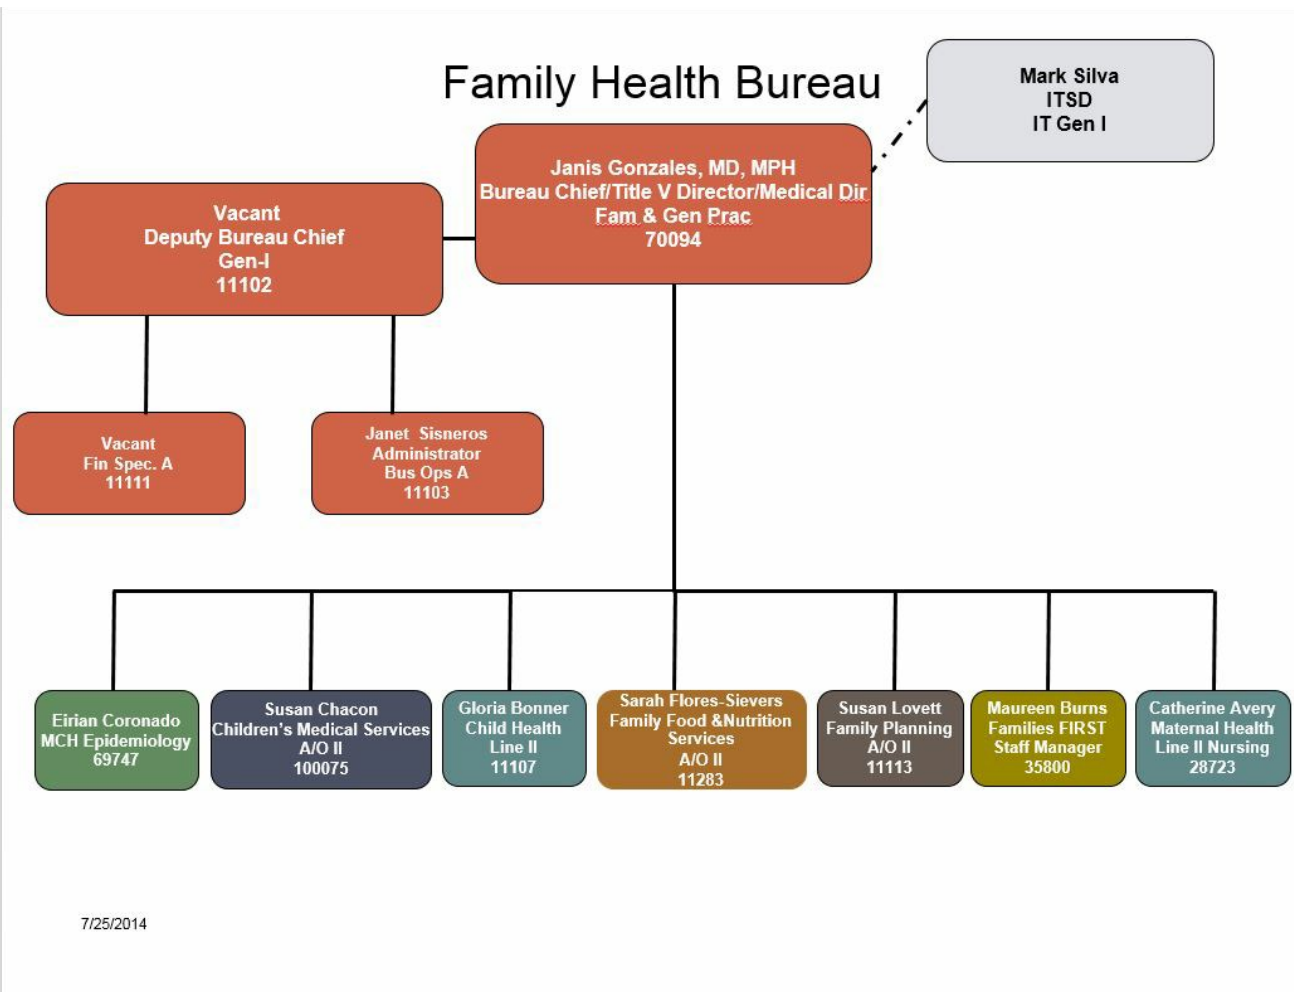 Family Health Bureau
Mark Silva
ITSD
IT Gen I
Janis Gonzales, MD, MPH
Bureau Chief/Title V Director/Medical Dir
Fam & Gen Prac
70094
Vacant
Deputy Bureau Chief
Gen-I
11102
Vacant
Fin Spec. A
11111
Janet Sisneros
Administrator
Bus Ops A
11103
Eirian Coronado
MCH Epidemiology
69747
Susan Chacon
Children's Medical Services
A/O II
100075
Gloria Bonner
Child Health
Line II
11107
Sarah Flores-Sievers
Family Food &Nutrition
Services
A/O II
11283
Susan Lovett
Family Planning
A/O II
11113
Maureen Burns
Families FIRST
Staff Manager
35800
Catherine Avery
Maternal Health
Line II Nursing
28723
7/25/2014